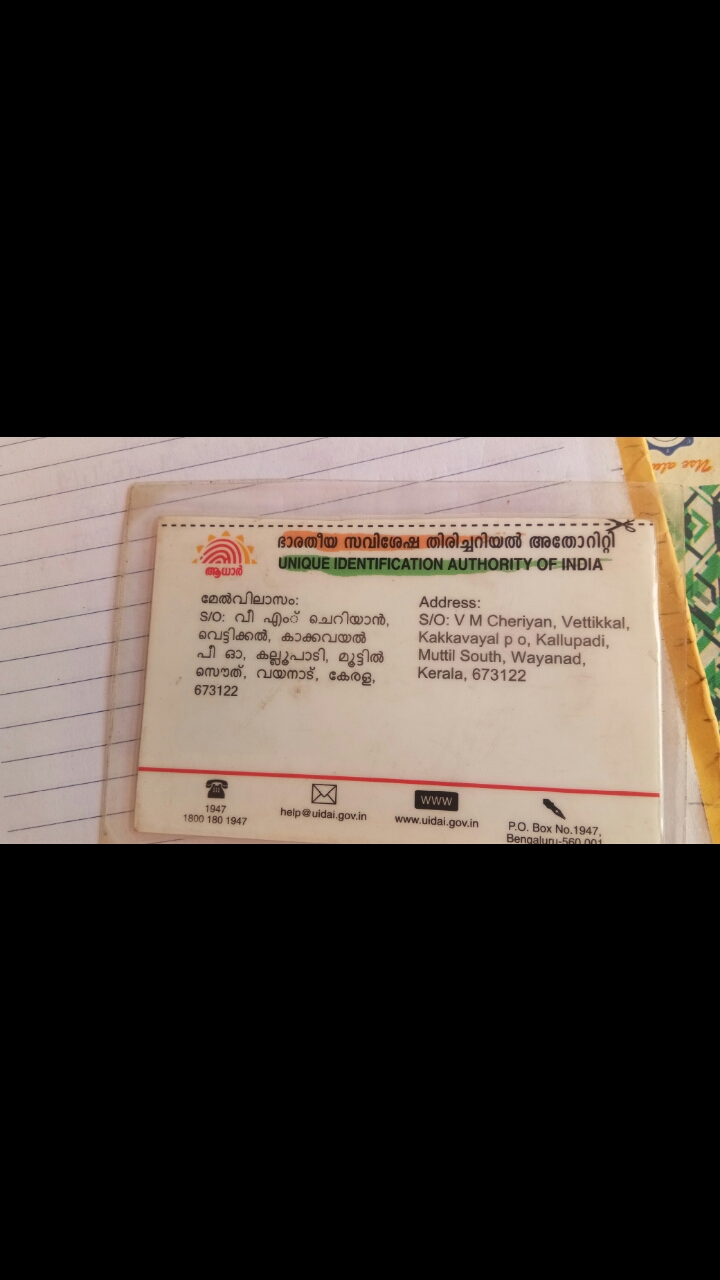 ഭാരതീയ സവിശേഷ തിരിച്ചറിയൽ അതോറിറ്റി
UNIQUE IDENTIFICATION AUTHORITY OF INDIA
ആധാർ
മേൽവിലാസം:
S/O: വീ എം് ചെറിയാൻ,
വെട്ടിക്കൽ, കാക്കവയൽ
പീ ഓ, കല്ലൂപാടി, മൂട്ടിൽ
സൌത്, വയനാട്, കേരള,
673122
Address:
S/O: V M Cheriyan, Vettikkal,
Kakkavayal p o, Kallupadi,
Muttil South, Wayanad,
Kerala, 673122
1947
1800 180 1947
help@uidai.gov.in
www
www.uidai.gov.in
P.O. Box No.1947,
Bengaluru-560 001
Use